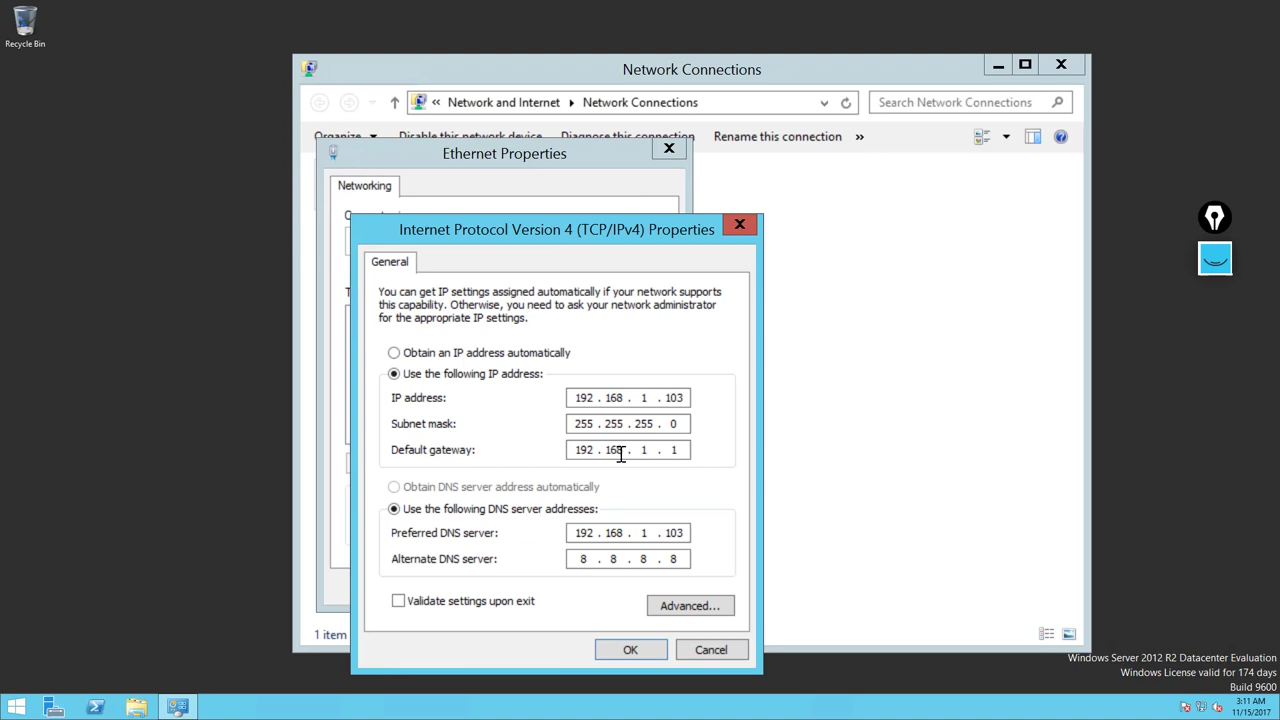 Recycle Bin
Network Connections
« Network and Internet Network Connections
Search Network Connections
Organize Disable this network device Diagnose this connection Rename this connection »
Ethernet Properties
Networking
Internet Protocol Version 4 (TCP/IPv4) Properties
General
You can get IP settings assigned automatically if your network supports
this capability. Otherwise, you need to ask your network administrator
for the appropriate IP settings.
Obtain an IP address automatically
Use the following IP address:
IP address: 192 . 168 . 1 . 103
Subnet mask: 255 . 255 . 255 . 0
Default gateway: 192 . 168 . 1 . 1
Obtain DNS server address automatically
Use the following DNS server addresses:
Preferred DNS server: 192 . 168 . 1 . 103
Alternate DNS server: 8 . 8 . 8 . 8
Validate settings upon exit
Advanced...
OK Cancel
1 item
Windows Server 2012 R2 Datacenter Evaluation
Windows License valid for 174 days
Build 9600
3:11 AM
11/15/2017